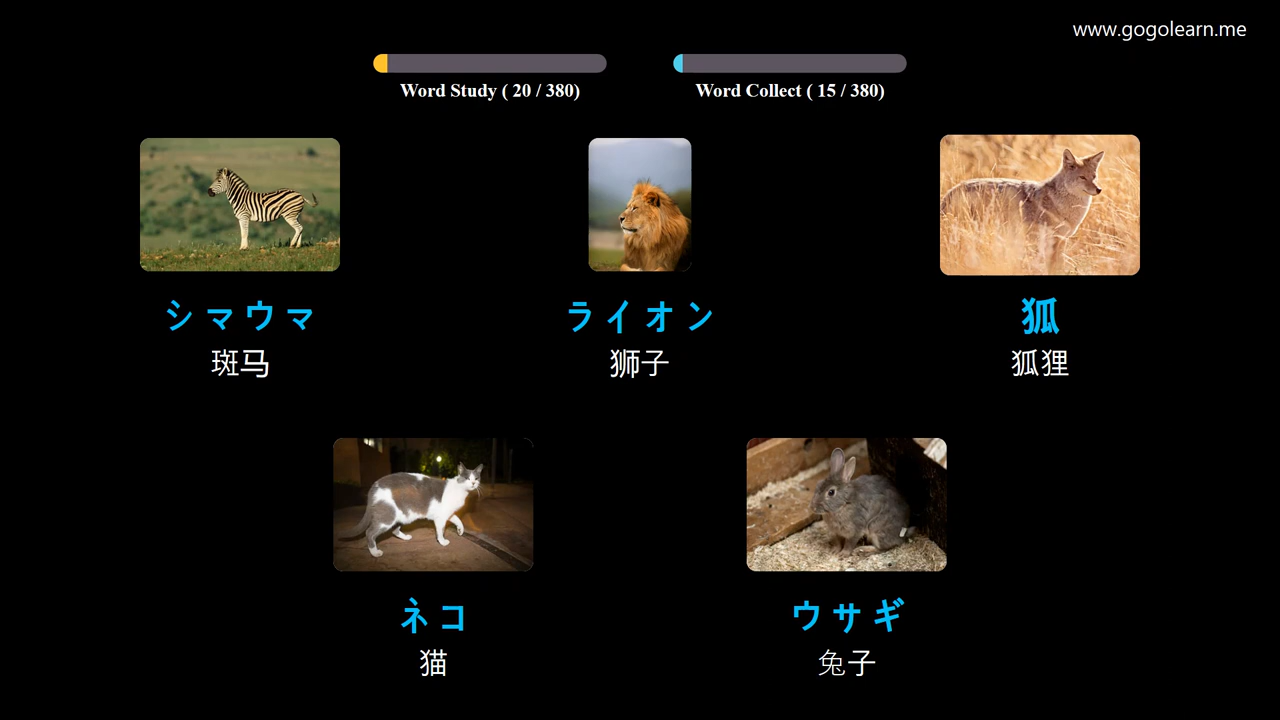 www.gogolearn.me
Word Study ( 20 / 380)
Word Collect ( 15 / 380)
シマウマ
斑马
ライオン
狮子
狐
狐狸
ネコ
猫
ウサギ
兔子